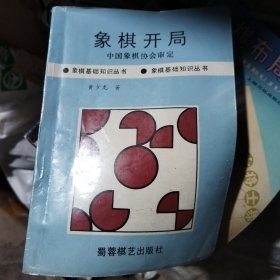 象棋开局
中国象棋协会审定
●象棋基础知识丛书 ●象棋基础知识丛书
黄少龙 著
蜀蓉棋艺出版社
布局